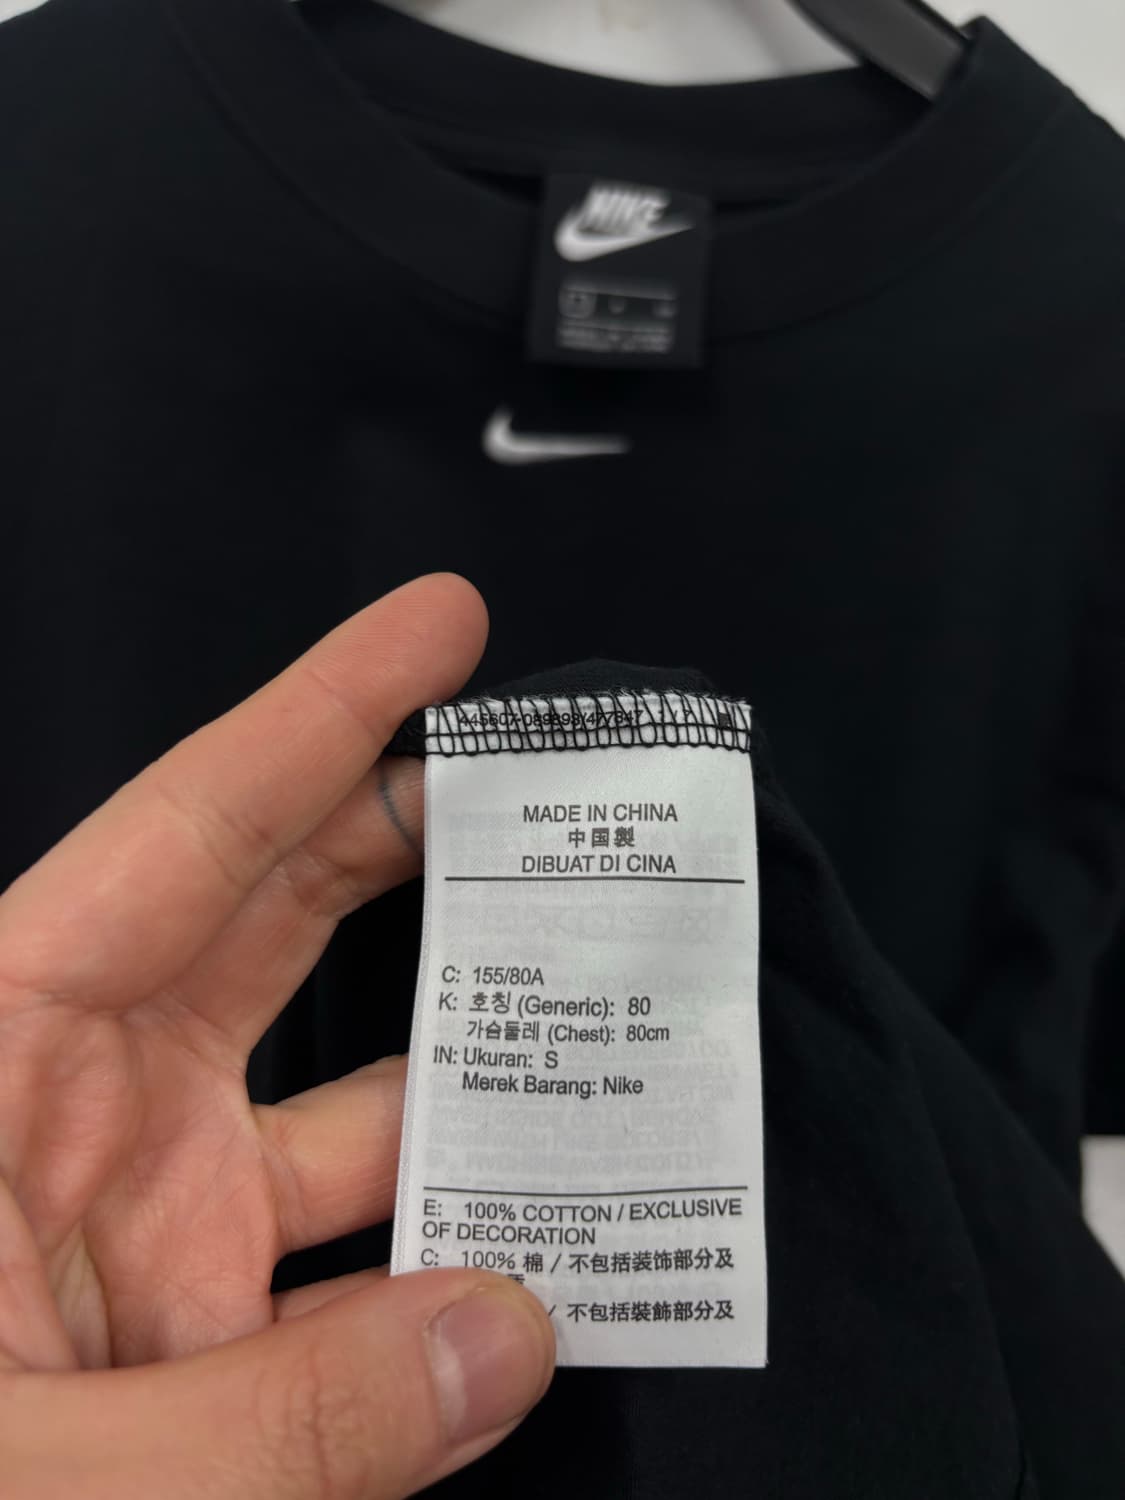 NIKE
MADE IN CHINA
中国製
DIBUAT DI CINA
C: 155/80A
K: 호칭 (Generic): 80
가슴둘레 (Chest): 80cm
IN: Ukuran: S
Merek Barang: Nike
E: 100% COTTON / EXCLUSIVE
OF DECORATION
C: 100% 棉 / 不包括装饰部分及
/ 不包括裝飾部分及